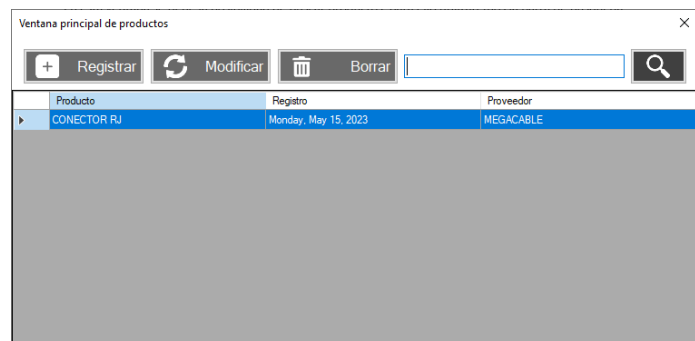 Ventana principal de productos
Registrar Modificar Borrar
Producto Registro Proveedor
CONECTOR RJ Monday, May 15, 2023 MEGACABLE